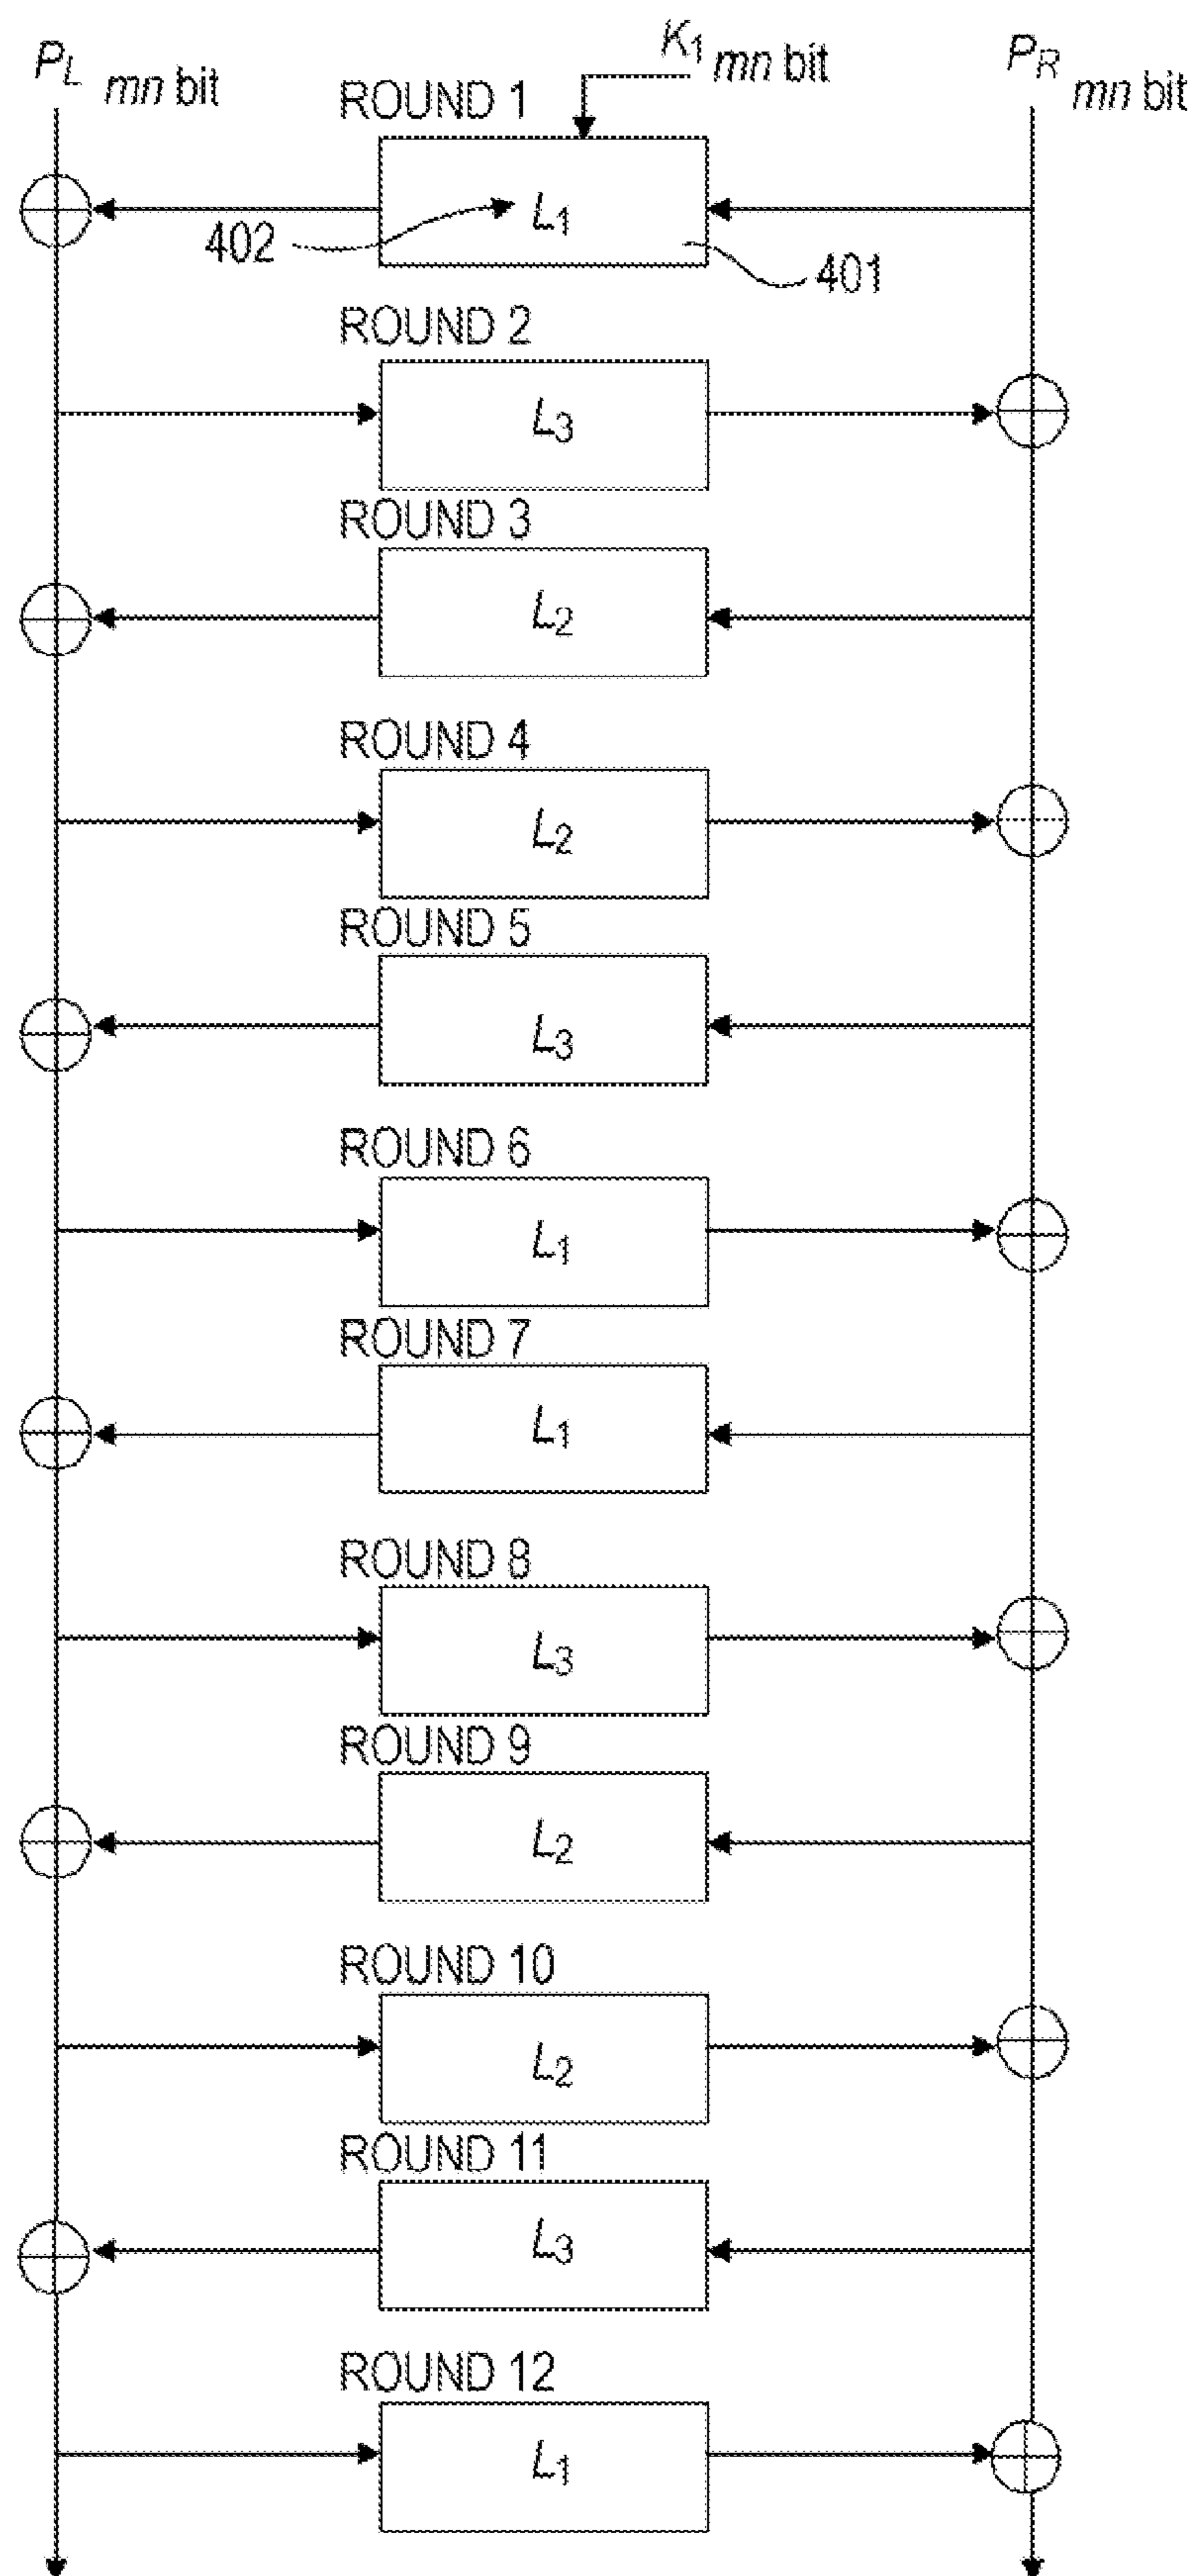 P_L mn bit
K_1 mn bit
P_R mn bit
ROUND 1
L_1
402
401
ROUND 2
L_3
ROUND 3
L_2
ROUND 4
L_2
ROUND 5
L_3
ROUND 6
L_1
ROUND 7
L_1
ROUND 8
L_3
ROUND 9
L_2
ROUND 10
L_2
ROUND 11
L_3
ROUND 12
L_1